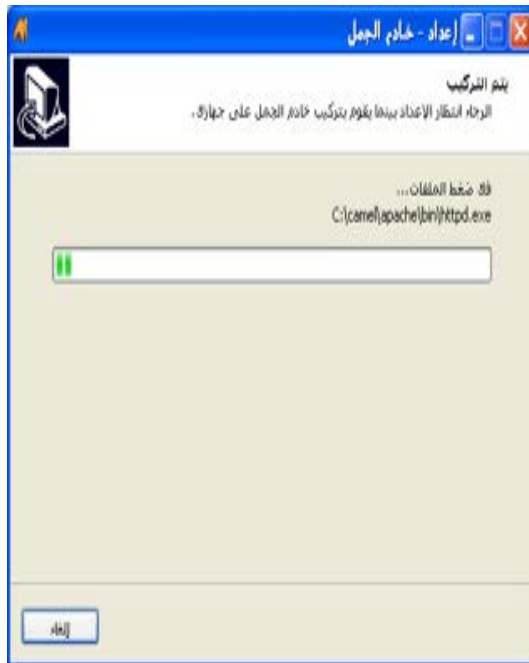 إعداد - خادم الجمل
يتم التركيب
الرجاء انتظار الإعداد بينما يقوم بتركيب خادم الجمل على جهازك.
فك ضغط الملفات...
C:\camel\apache\bin\httpd.exe
إلغاء